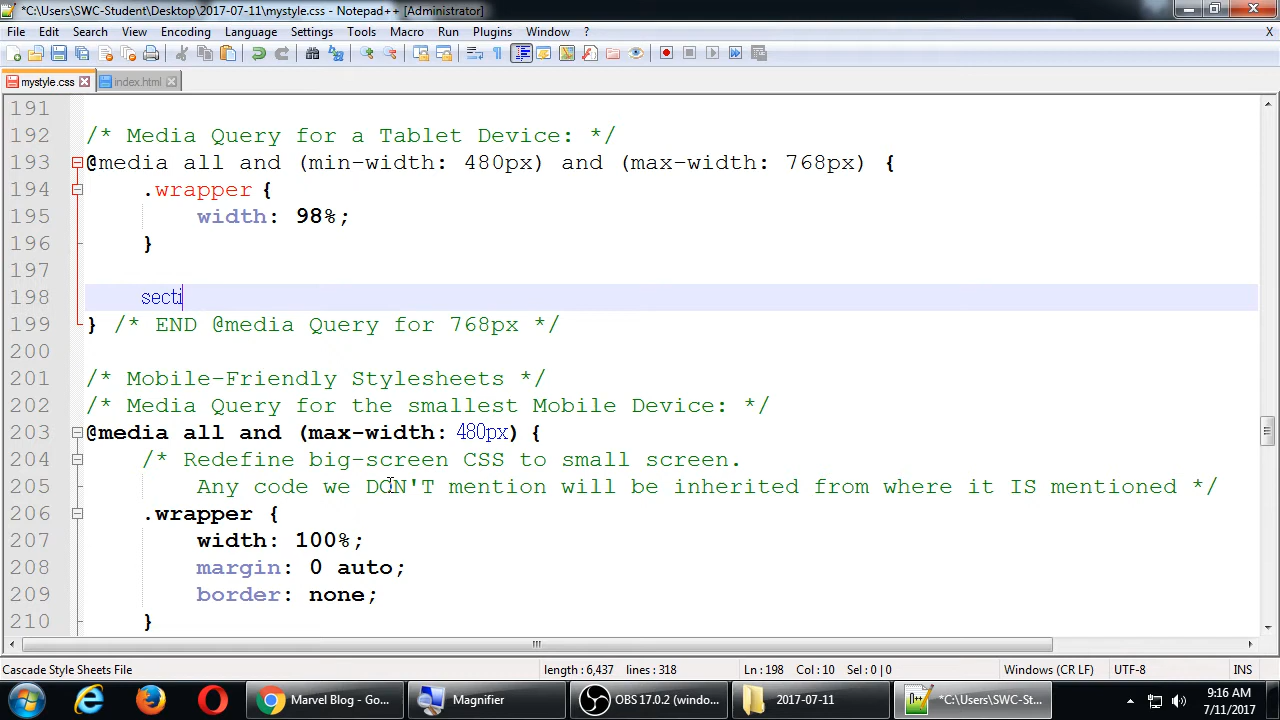 *C:\Users\SWC-Student\Desktop\2017-07-11\mystyle.css - Notepad++ [Administrator]
File Edit Search View Encoding Language Settings Tools Macro Run Plugins Window ? X
mystyle.css index.html
191
192 /* Media Query for a Tablet Device: */
193 @media all and (min-width: 480px) and (max-width: 768px) {
194 .wrapper {
195 width: 98%;
196 }
197
198 secti
199 } /* END @media Query for 768px */
200
201 /* Mobile-Friendly Stylesheets */
202 /* Media Query for the smallest Mobile Device: */
203 @media all and (max-width: 480px) {
204 /* Redefine big-screen CSS to small screen.
205 Any code we DON'T mention will be inherited from where it IS mentioned */
206 .wrapper {
207 width: 100%;
208 margin: 0 auto;
209 border: none;
210 }
Cascade Style Sheets File length : 6,437 lines : 318 Ln : 198 Col : 10 Sel : 0 | 0 Windows (CR LF) UTF-8 INS
Marvel Blog - Go... Magnifier OBS 17.0.2 (windo... 2017-07-11 *C:\Users\SWC-St... 9:16 AM
7/11/2017